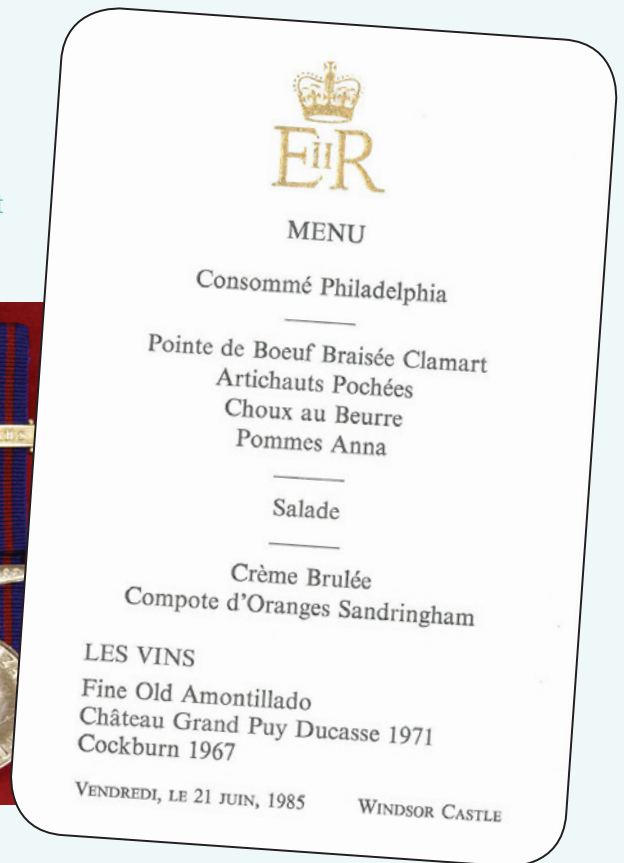 EIIR
MENU
Consommé Philadelphia
Pointe de Boeuf Braisée Clamart
Artichauts Pochées
Choux au Beurre
Pommes Anna
Salade
Crème Brulée
Compote d'Oranges Sandringham
LES VINS
Fine Old Amontillado
Château Grand Puy Ducasse 1971
Cockburn 1967
VENDREDI, LE 21 JUIN, 1985 WINDSOR CASTLE